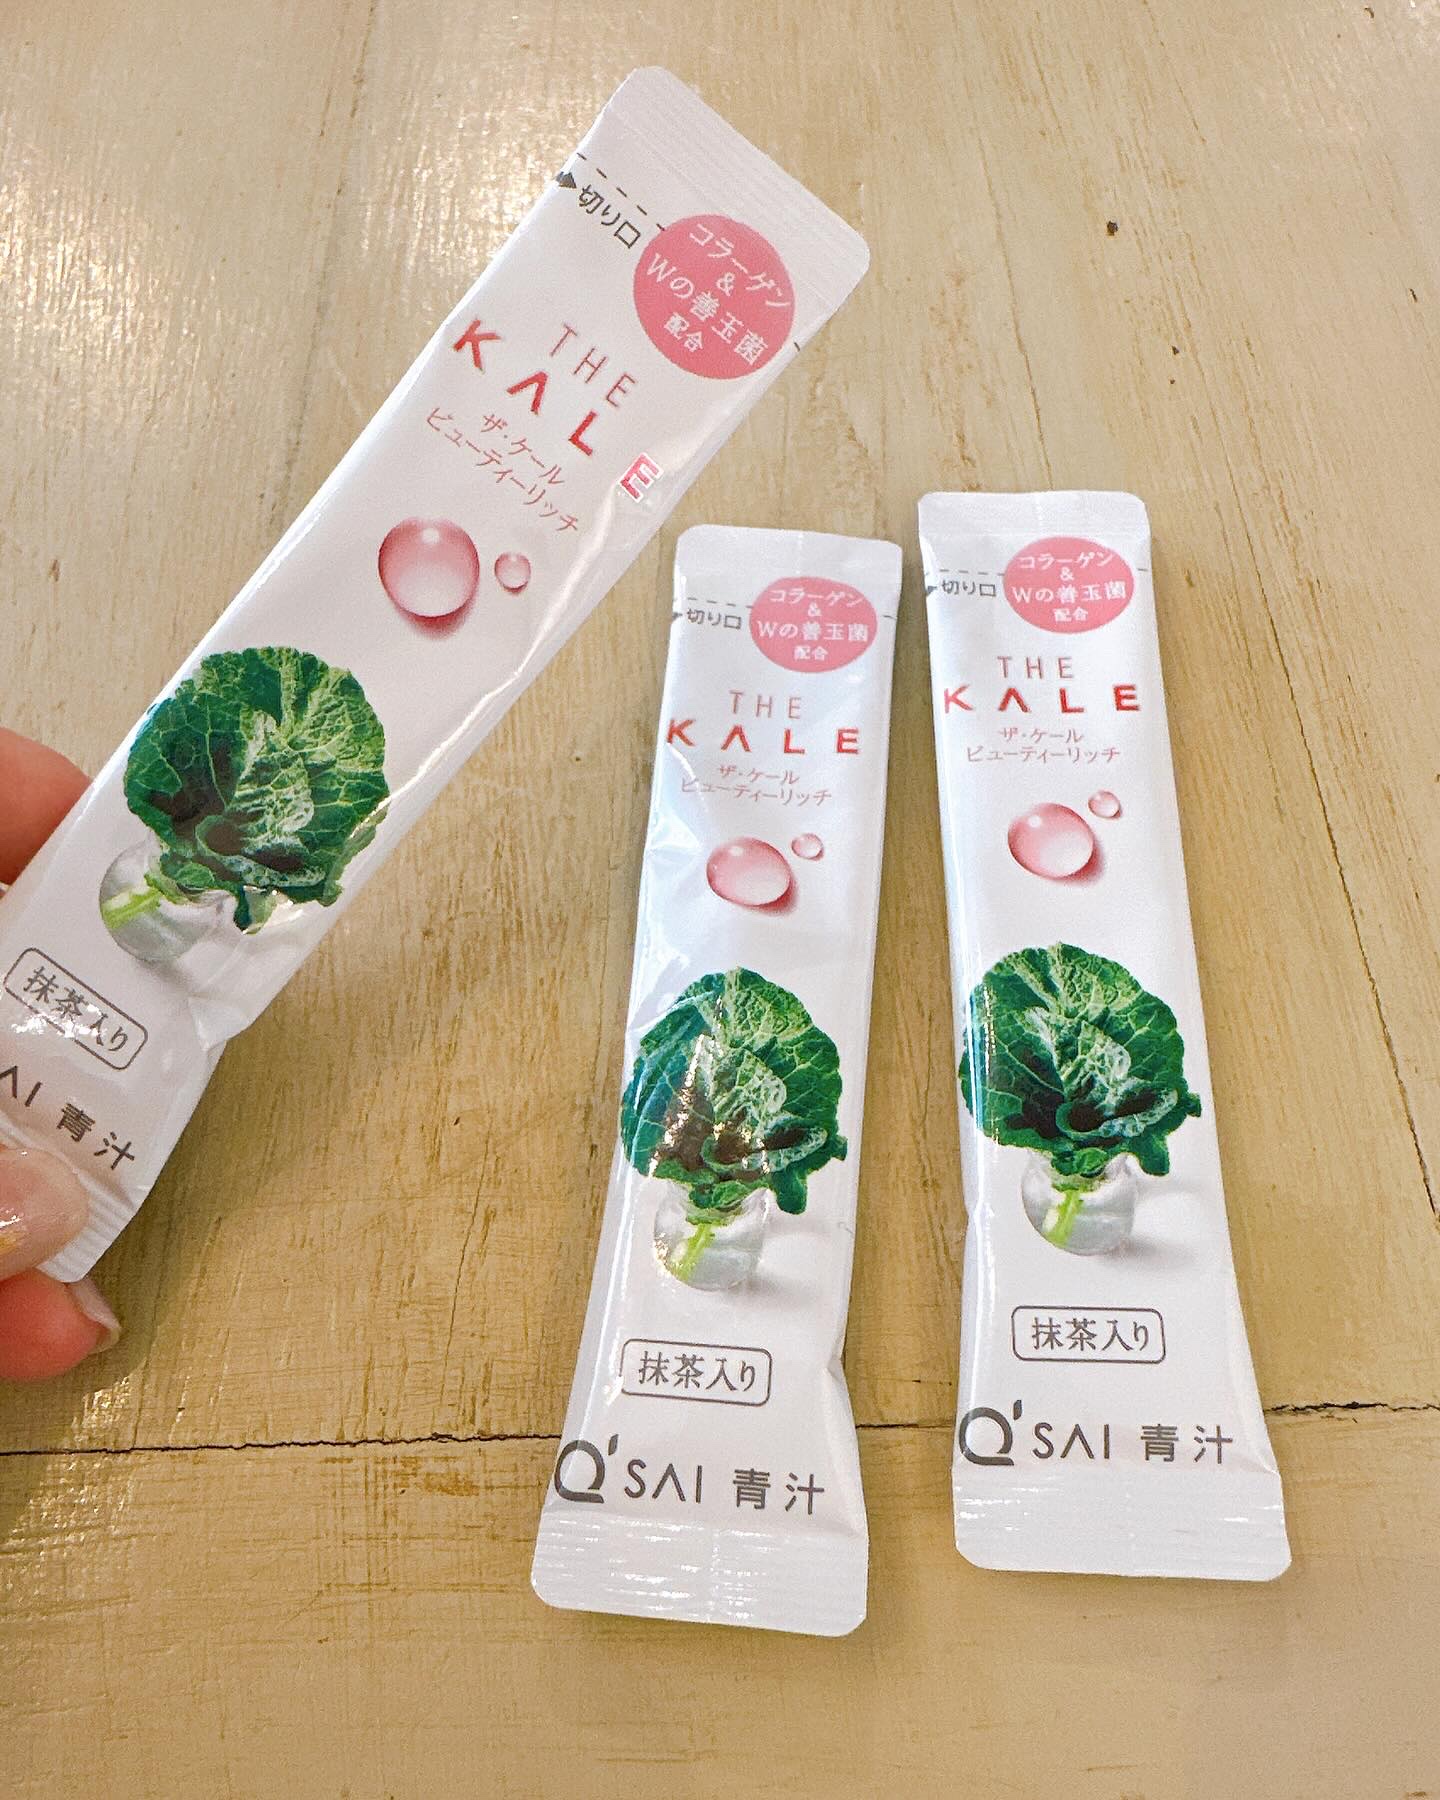 切り口
コラーゲン
&
Wの善玉菌
配合
THE
KALE
ザ・ケール
ビューティーリッチ
抹茶入り
AI 青汁
切り口
コラーゲン
&
Wの善玉菌
配合
THE
KALE
ザ・ケール
ビューティーリッチ
抹茶入り
Q'SAI 青汁
切り口
コラーゲン
&
Wの善玉菌
配合
THE
KALE
ザ・ケール
ビューティーリッチ
抹茶入り
Q'SAI 青汁